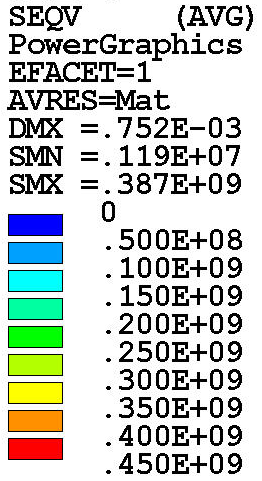 SEQV (AVG)
PowerGraphics
EFACET=1
AVRES=Mat
DMX =.752E-03
SMN =.119E+07
SMX =.387E+09
0
.500E+08
.100E+09
.150E+09
.200E+09
.250E+09
.300E+09
.350E+09
.400E+09
.450E+09